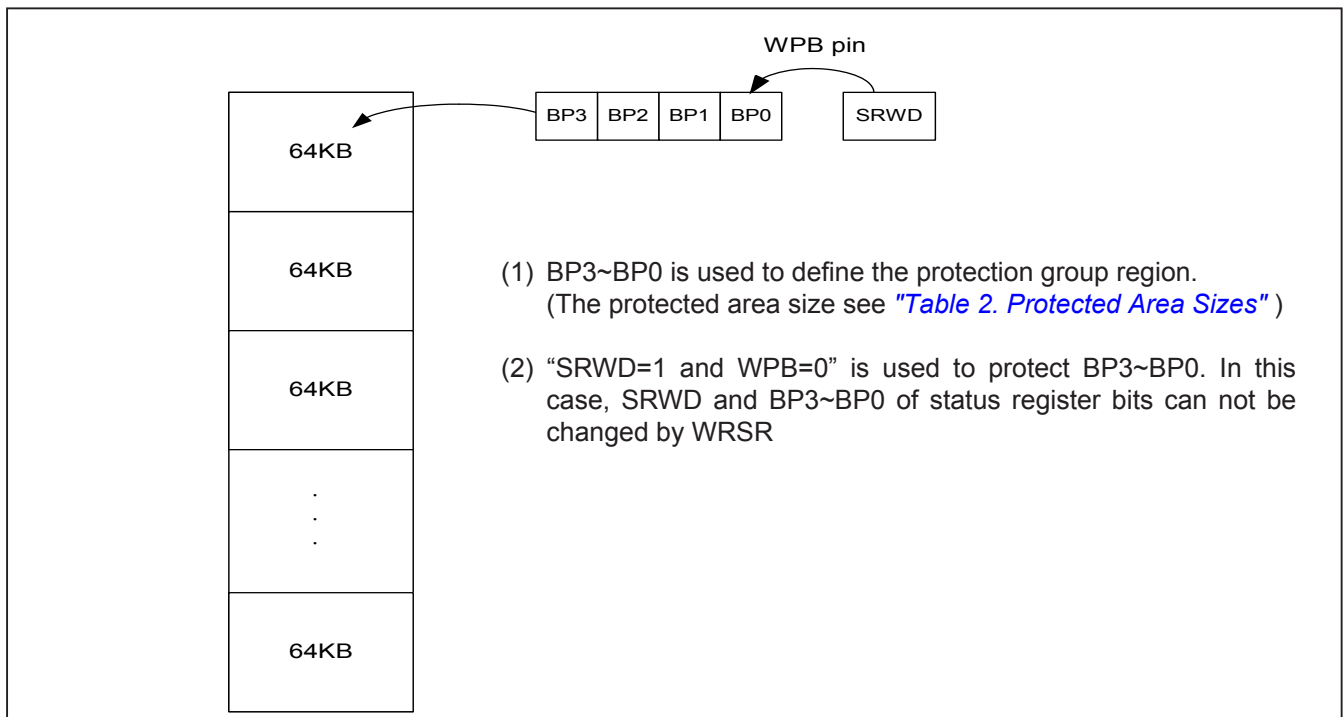 WPB pin
BP3 BP2 BP1 BP0 SRWD
64KB
64KB
(1) BP3~BP0 is used to define the protection group region.
(The protected area size see "Table 2. Protected Area Sizes" )
64KB
(2) “SRWD=1 and WPB=0” is used to protect BP3~BP0. In this
case, SRWD and BP3~BP0 of status register bits can not be
changed by WRSR
.
.
.
64KB